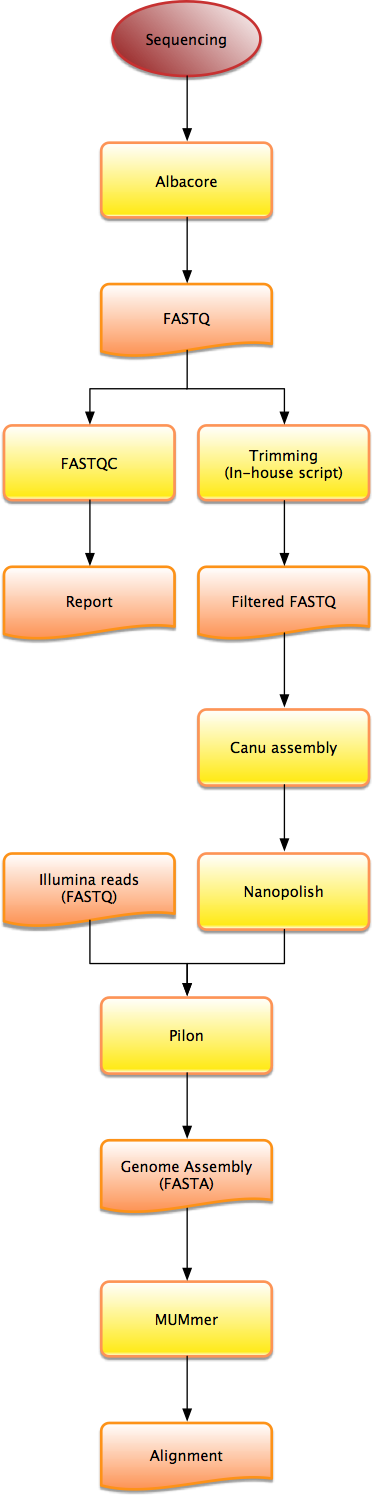 Sequencing
Albacore
FASTQ
FASTQC
Trimming
(In-house script)
Report
Filtered FASTQ
Canu assembly
Illumina reads
(FASTQ)
Nanopolish
Pilon
Genome Assembly
(FASTA)
MUMmer
Alignment